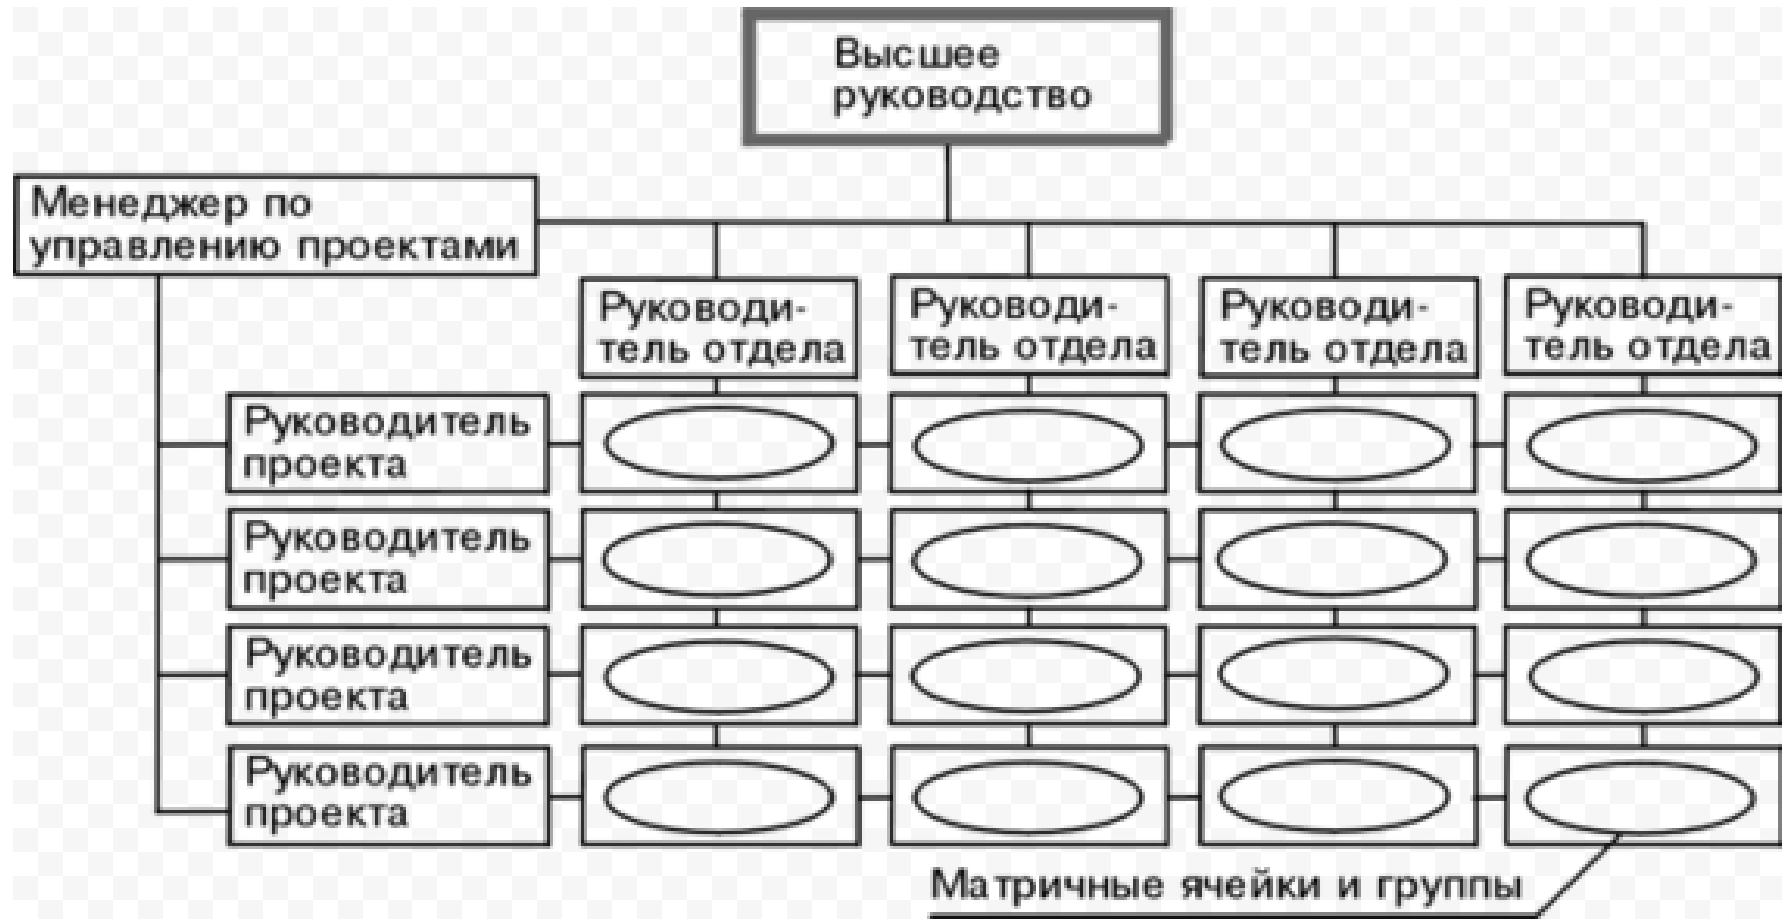 Высшее
руководство
Менеджер по
управлению проектами
Руководи-
тель отдела
Руководи-
тель отдела
Руководи-
тель отдела
Руководи-
тель отдела
Руководитель
проекта
Руководитель
проекта
Руководитель
проекта
Руководитель
проекта
Матричные ячейки и группы